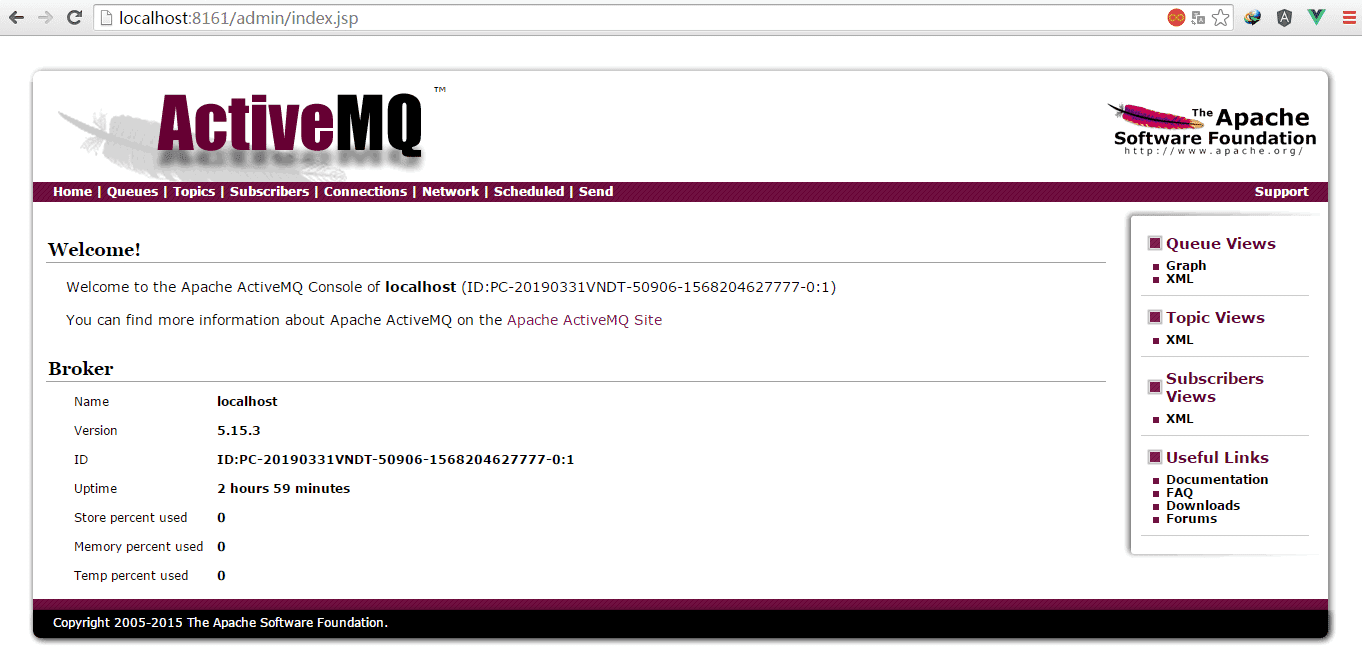 localhost:8161/admin/index.jsp
ActiveMQ ™
The Apache
Software Foundation
http://www.apache.org/
Home | Queues | Topics | Subscribers | Connections | Network | Scheduled | Send
Support
Welcome!
Welcome to the Apache ActiveMQ Console of localhost (ID:PC-20190331VNDT-50906-1568204627777-0:1)
You can find more information about Apache ActiveMQ on the Apache ActiveMQ Site
Broker
Name localhost
Version 5.15.3
ID ID:PC-20190331VNDT-50906-1568204627777-0:1
Uptime 2 hours 59 minutes
Store percent used 0
Memory percent used 0
Temp percent used 0
Queue Views
Graph
XML
Topic Views
XML
Subscribers
Views
XML
Useful Links
Documentation
FAQ
Downloads
Forums
Copyright 2005-2015 The Apache Software Foundation.